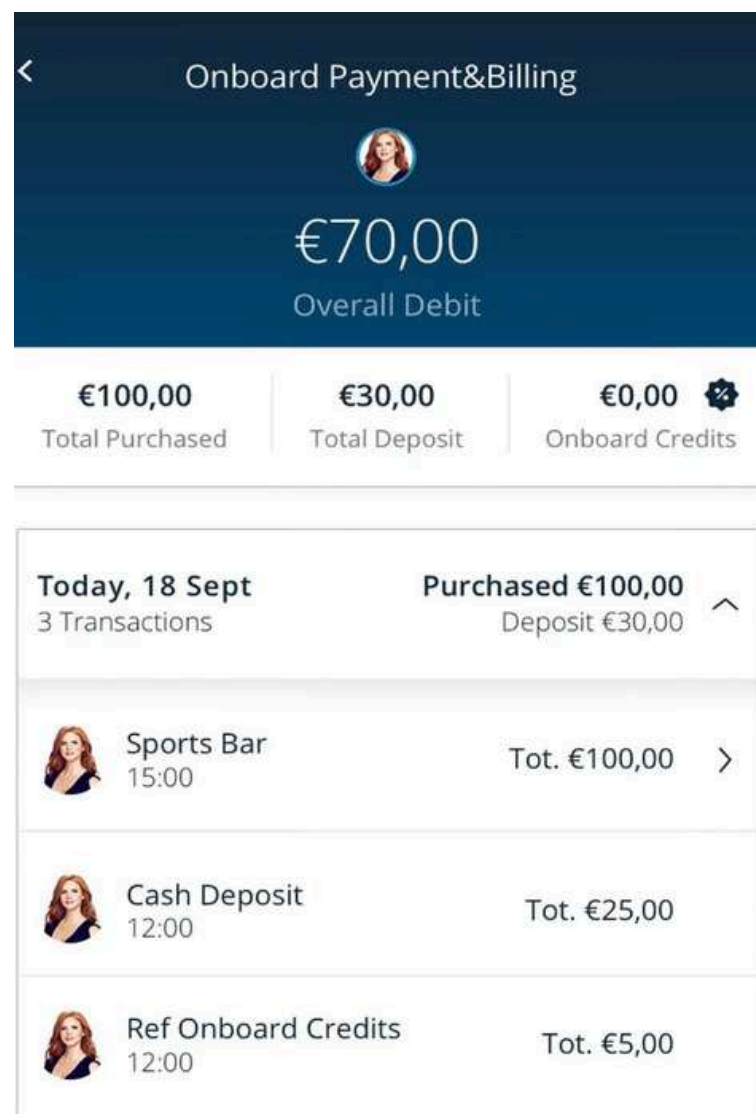 Onboard Payment&Billing
€70,00
Overall Debit
€100,00 €30,00 €0,00
Total Purchased Total Deposit Onboard Credits
Today, 18 Sept Purchased €100,00
3 Transactions Deposit €30,00
Sports Bar
15:00
Tot. €100,00
Cash Deposit
12:00
Tot. €25,00
Ref Onboard Credits
12:00
Tot. €5,00